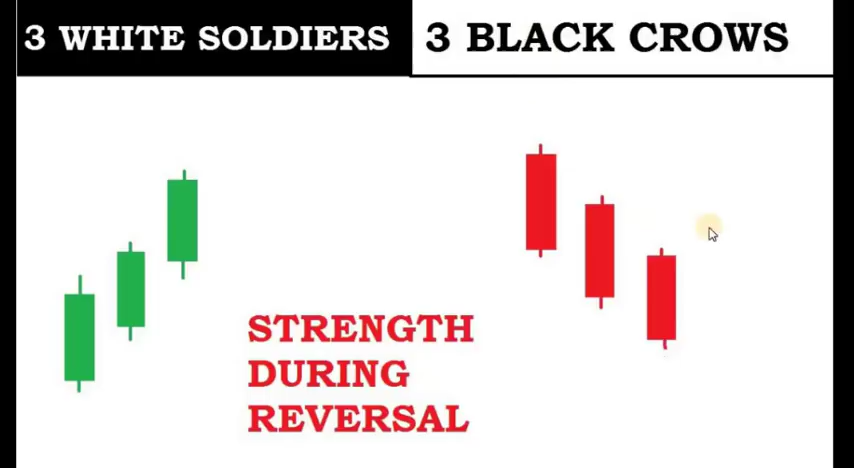 3 WHITE SOLDIERS
3 BLACK CROWS
STRENGTH
DURING
REVERSAL